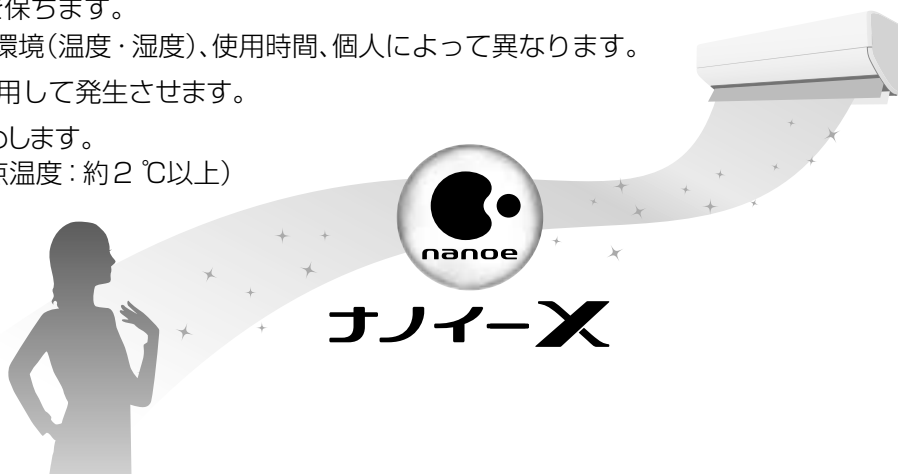 を保ちます。
環境(温度・湿度)、使用時間、個人によって異なります。
用して発生させます。
します。
点温度:約2 ℃以上)
nanoe
ナノイーX